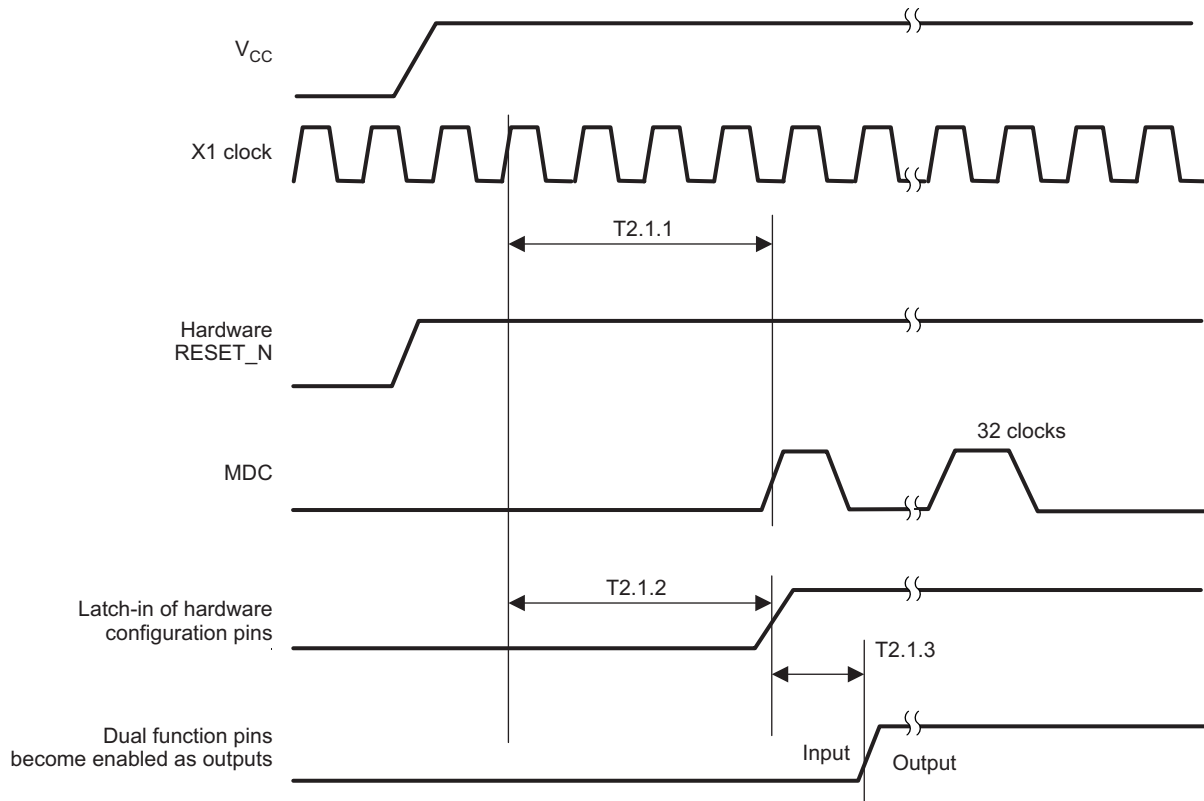 V_CC
X1 clock
T2.1.1
Hardware
RESET_N
32 clocks
MDC
T2.1.2
Latch-in of hardware
configuration pins
T2.1.3
Dual function pins
become enabled as outputs
Input
Output